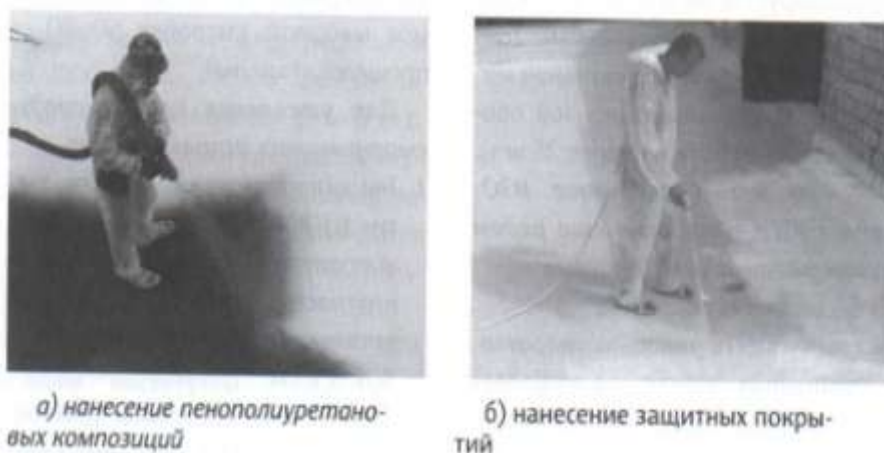 а) нанесение пенополиуретано-
вых композиций
б) нанесение защитных покры-
тий